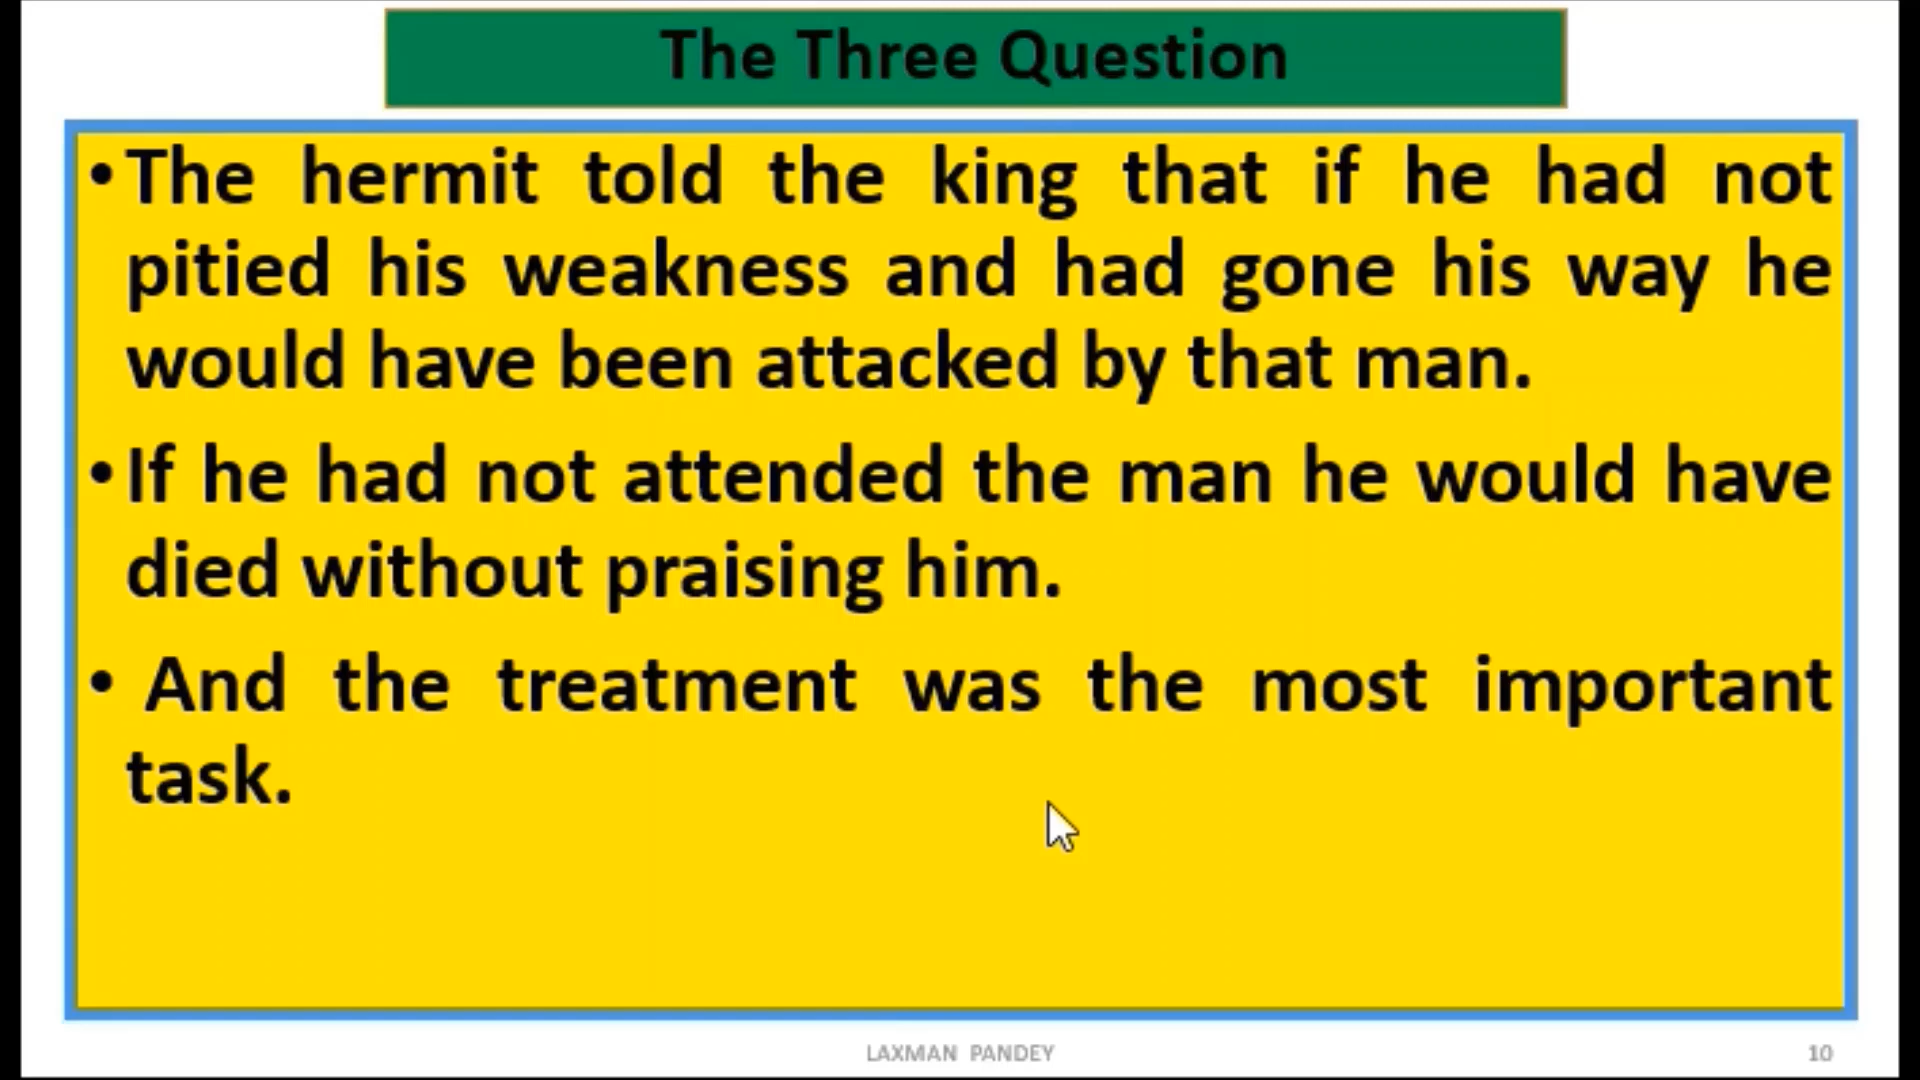 The Three Question
• The hermit told the king that if he had not
pitied his weakness and had gone his way he
would have been attacked by that man.
• If he had not attended the man he would have
died without praising him.
• And the treatment was the most important
task.
LAXMAN PANDEY
10